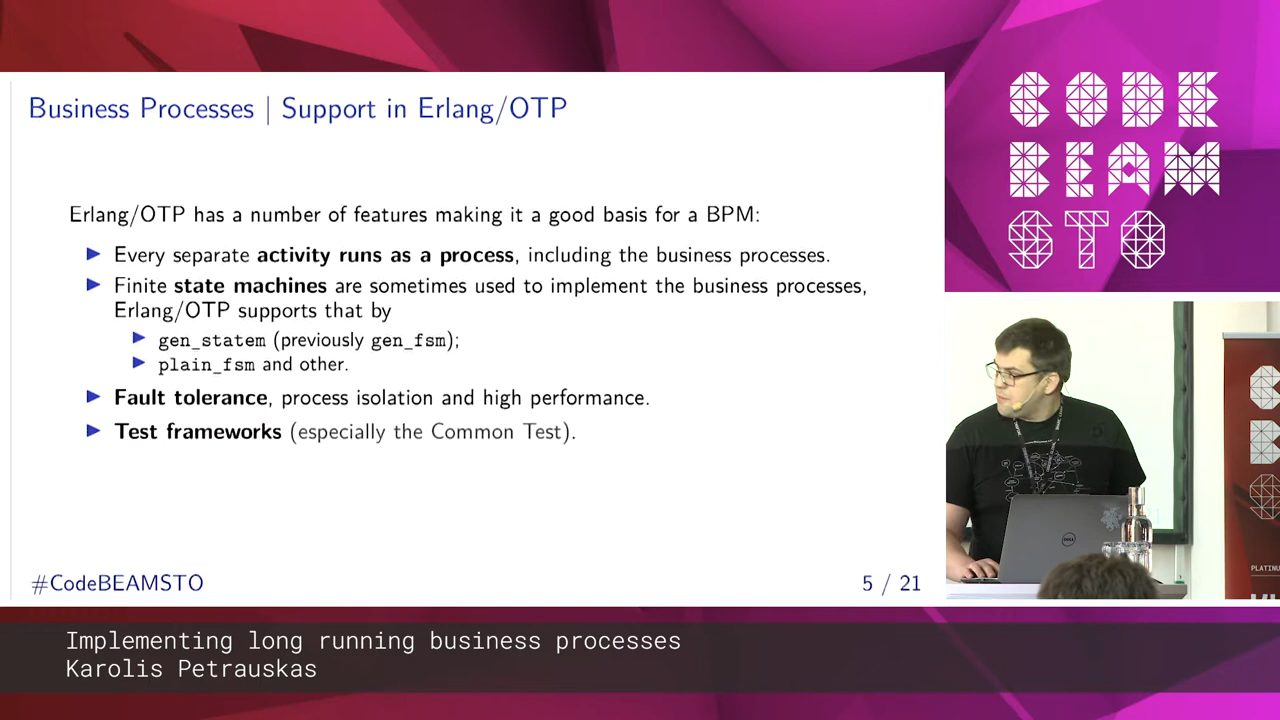 Business Processes | Support in Erlang/OTP
CODE
BEAM
STO
Erlang/OTP has a number of features making it a good basis for a BPM:
Every separate activity runs as a process, including the business processes.
Finite state machines are sometimes used to implement the business processes,
Erlang/OTP supports that by
gen_statem (previously gen_fsm);
plain_fsm and other.
Fault tolerance, process isolation and high performance.
Test frameworks (especially the Common Test).
#CodeBEAMSTO
5 / 21
DELL
Implementing long running business processes
Karolis Petrauskas